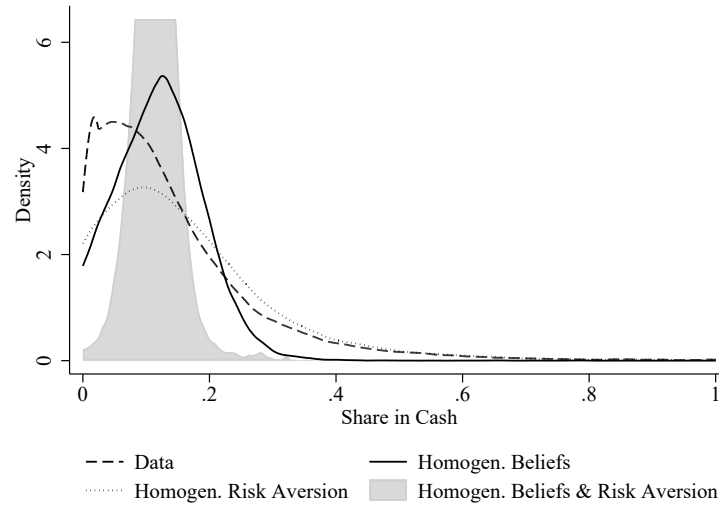 6
4
2
0
Density
0 .2 .4 .6 .8 1
Share in Cash
Data Homogen. Beliefs
Homogen. Risk Aversion Homogen. Beliefs & Risk Aversion